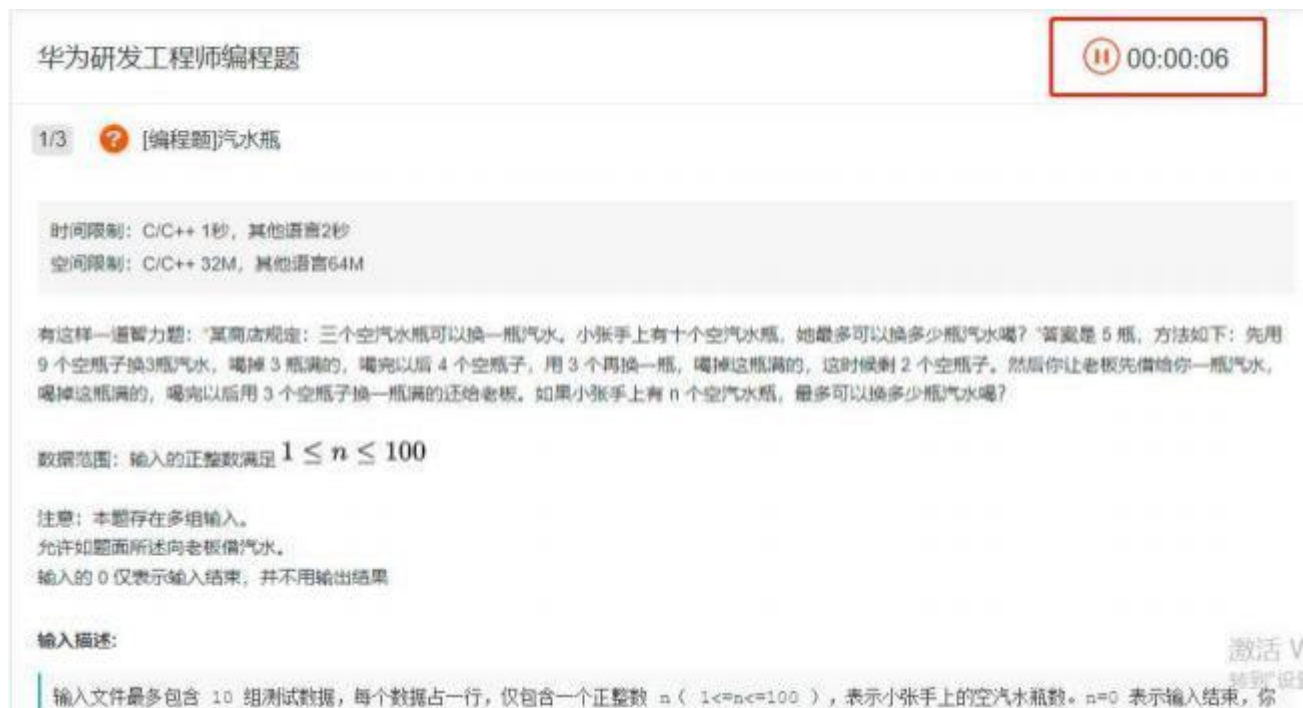 华为研发工程师编程题
00:00:06
1/3 ? [编程题]汽水瓶
时间限制：C/C++ 1秒，其他语言2秒
空间限制：C/C++ 32M，其他语言64M
有这样一道智力题：“某商店规定：三个空汽水瓶可以换一瓶汽水。小张手上有十个空汽水瓶，她最多可以换多少瓶汽水喝？”答案是 5 瓶，方法如下：先用
9 个空瓶子换3瓶汽水，喝掉 3 瓶满的，喝完以后 4 个空瓶子，用 3 个再换一瓶，喝掉这瓶满的，这时候剩 2 个空瓶子。然后你让老板先借给你一瓶汽水，
喝掉这瓶满的，喝完以后用 3 个空瓶子换一瓶满的还给老板。如果小张手上有 n 个空汽水瓶，最多可以换多少瓶汽水喝？
数据范围：输入的正整数满足 1 ≤ n ≤ 100
注意：本题存在多组输入。
允许如题面所述向老板借汽水。
输入的 0 仅表示输入结束，并不用输出结果
输入描述：
激活 W
转到"设置
输入文件最多包含 10 组测试数据，每个数据占一行，仅包含一个正整数 n（ 1<=n<=100 ），表示小张手上的空汽水瓶数。n=0 表示输入结束，你